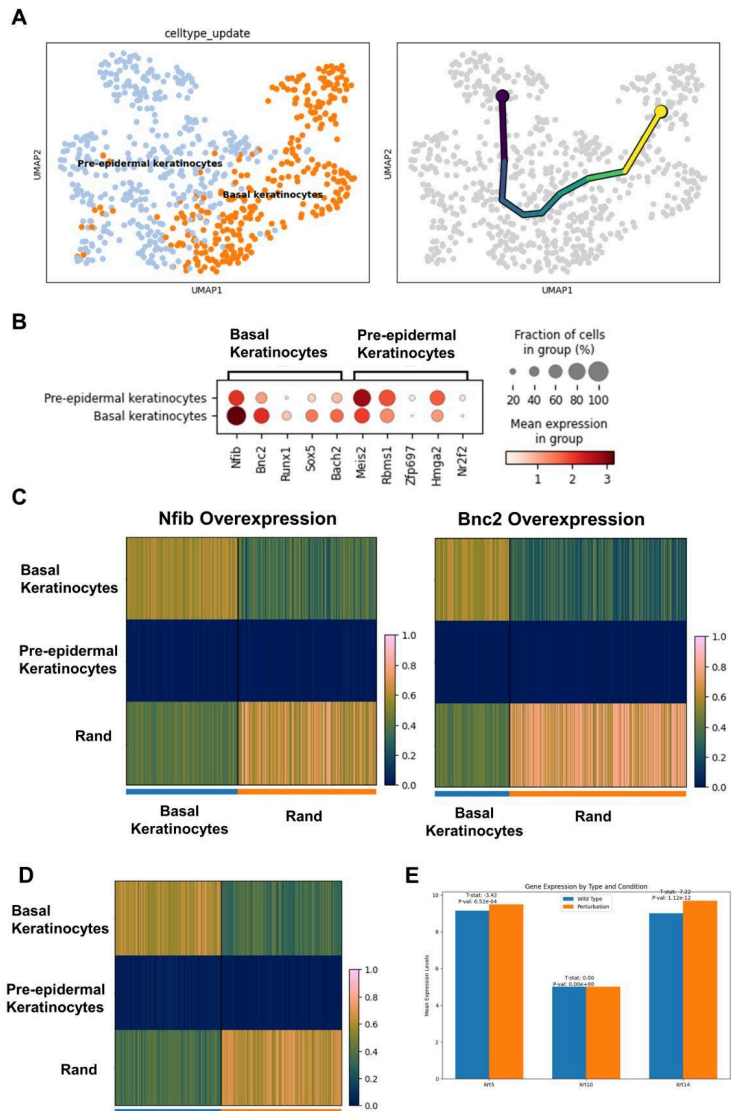 A
celltype_update
UMAP2
Pre-epidermal keratinocytes
Basal keratinocytes
UMAP1
UMAP2
UMAP1
B
Basal
Keratinocytes
Pre-epidermal
Keratinocytes
Pre-epidermal keratinocytes
Basal keratinocytes
Nfib
Bnc2
Runx1
Sox5
Bach2
Meis2
Rbms1
Zfp697
Hmga2
Nr2f2
Fraction of cells
in group (%)
20 40 60 80 100
Mean expression
in group
1 2 3
C
Nfib Overexpression
Basal
Keratinocytes
Pre-epidermal
Keratinocytes
Rand
1.0
0.8
0.6
0.4
0.2
0.0
Basal
Keratinocytes
Rand
Bnc2 Overexpression
1.0
0.8
0.6
0.4
0.2
0.0
Basal
Keratinocytes
Rand
D
Basal
Keratinocytes
Pre-epidermal
Keratinocytes
Rand
1.0
0.8
0.6
0.4
0.2
0.0
E
Gene Expression by Type and Condition
Mean Expression Levels
10
8
6
4
2
0
T-stat: -3.42
P-val: 6.52e-04
Wild Type
Perturbation
T-stat: 0.00
P-val: 0.00e+00
T-stat: -7.22
P-val: 1.12e-12
Krt5
Krt10
Krt14